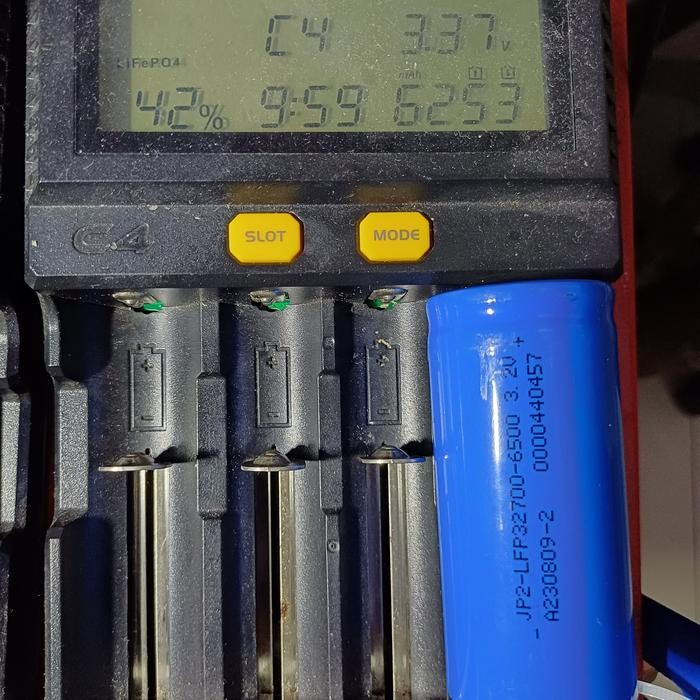 C4 3.37 v
LiFePO4
mAh
42% 9:59 6253
C4
SLOT MODE
JP2-LFP32700-6500 3.2V +
- A230809-2 0000440457